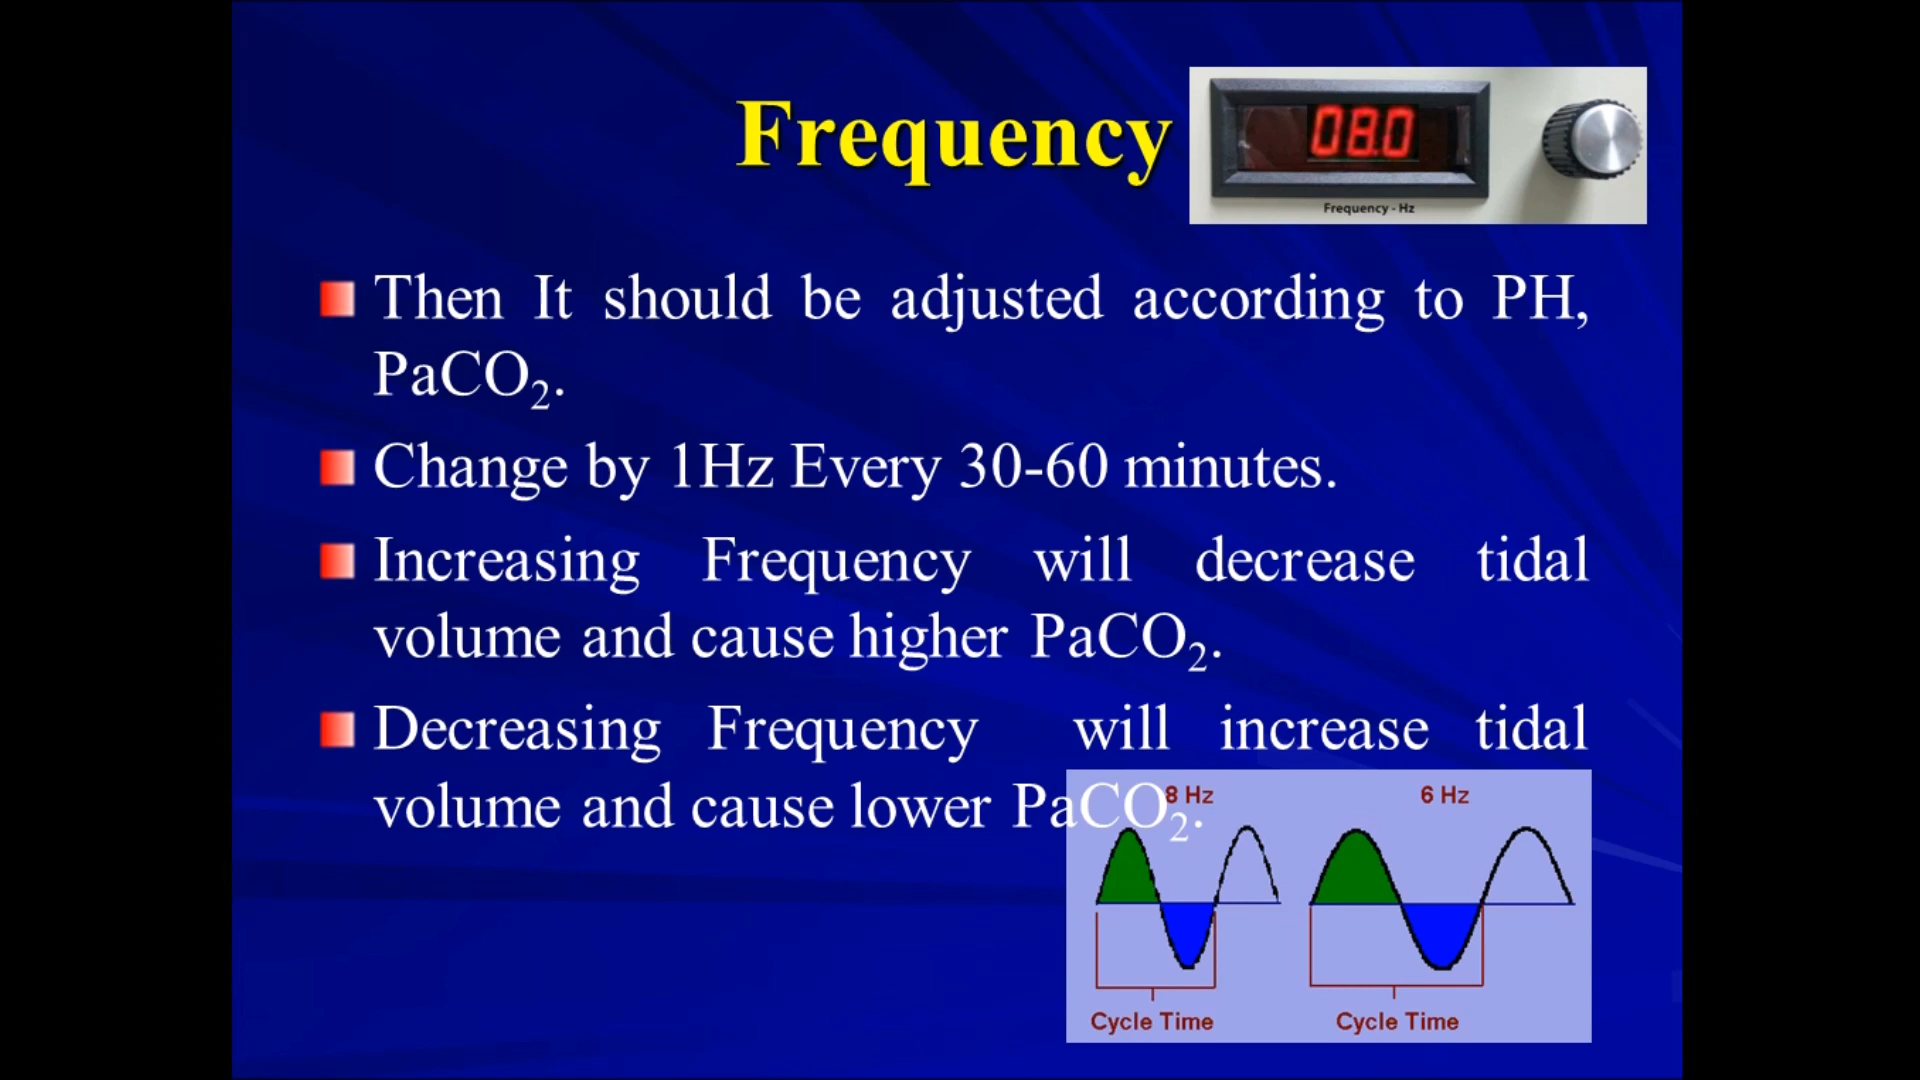 Frequency
08.0
Frequency - Hz
Then It should be adjusted according to PH,
PaCO₂.
Change by 1Hz Every 30-60 minutes.
Increasing Frequency will decrease tidal
volume and cause higher PaCO₂.
Decreasing Frequency will increase tidal
volume and cause lower PaCO₂.
8 Hz 6 Hz
Cycle Time Cycle Time